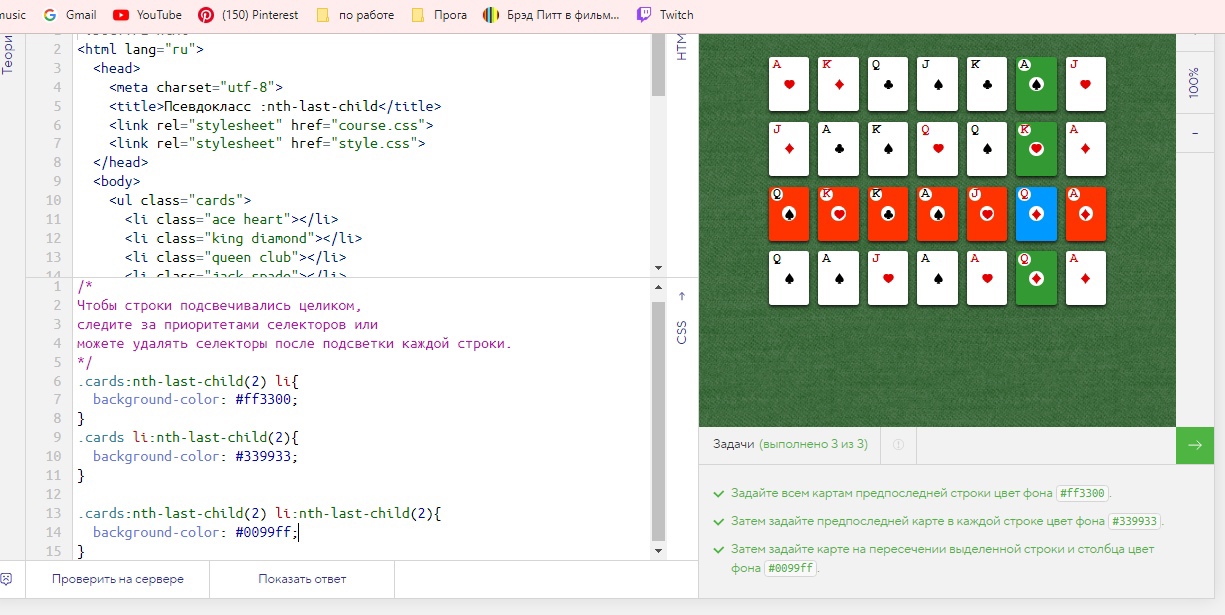 music Gmail YouTube (150) Pinterest по работе Прога Брэд Питт в фильм... Twitch
Теори
2 <html lang="ru">
3 <head>
4 <meta charset="utf-8">
5 <title>Псевдокласс :nth-last-child</title>
6 <link rel="stylesheet" href="course.css">
7 <link rel="stylesheet" href="style.css">
8 </head>
9 <body>
10 <ul class="cards">
11 <li class="ace heart"></li>
12 <li class="king diamond"></li>
13 <li class="queen club"></li>
14 <li class="jack spade"></li>
HTM
1 /*
2 Чтобы строки подсвечивались целиком,
3 следите за приоритетами селекторов или
4 можете удалять селекторы после подсветки каждой строки.
5 */
6 .cards:nth-last-child(2) li{
7 background-color: #ff3300;
8 }
9 .cards li:nth-last-child(2){
10 background-color: #339933;
11 }
12
13 .cards:nth-last-child(2) li:nth-last-child(2){
14 background-color: #0099ff;
15 }
CSS
Проверить на сервере Показать ответ
A K Q J K A J
J A K Q Q K A
Q K K A J Q A
Q A J A A Q A
100%
-
Задачи (выполнено 3 из 3)
Задайте всем картам предпоследней строки цвет фона #ff3300.
Затем задайте предпоследней карте в каждой строке цвет фона #339933.
Затем задайте карте на пересечении выделенной строки и столбца цвет
фона #0099ff.